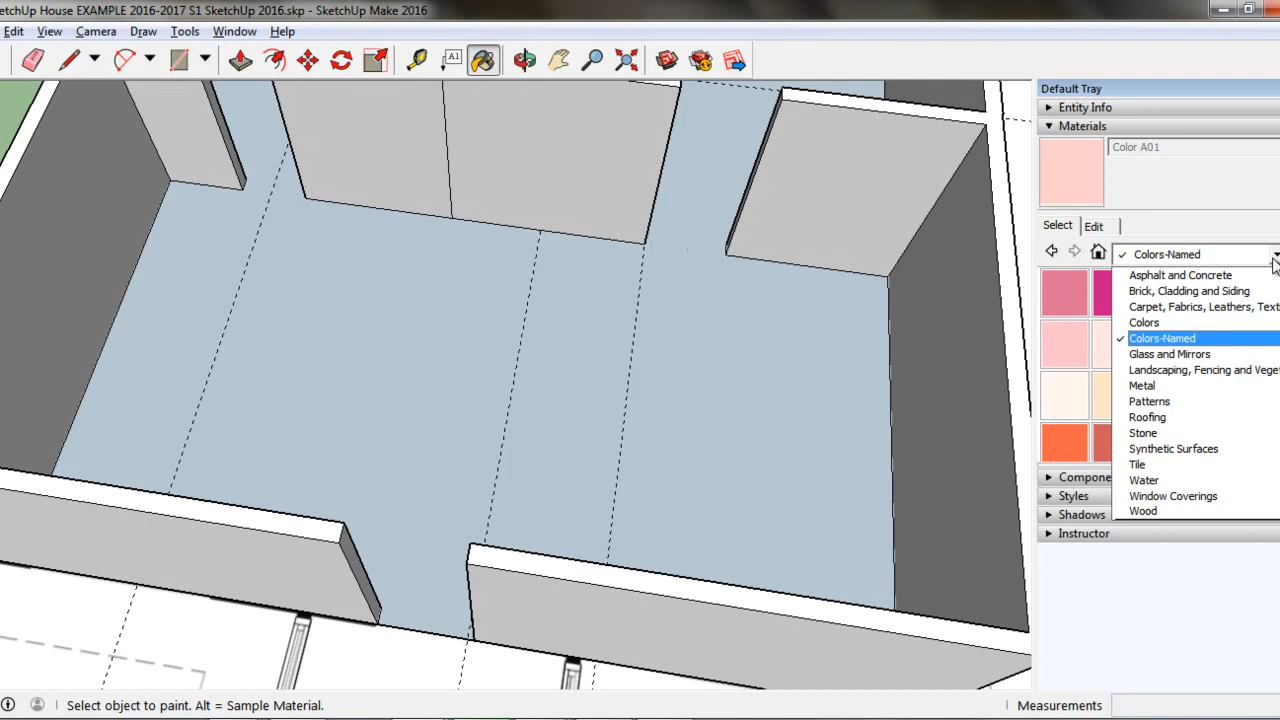 etchUp House EXAMPLE 2016-2017 S1 SketchUp 2016.skp - SketchUp Make 2016
Edit View Camera Draw Tools Window Help
A1
Default Tray
Entity Info
Materials
Color A01
Select Edit
Colors-Named
Asphalt and Concrete
Brick, Cladding and Siding
Carpet, Fabrics, Leathers, Text
Colors
Colors-Named
Glass and Mirrors
Landscaping, Fencing and Veget
Metal
Patterns
Roofing
Stone
Synthetic Surfaces
Tile
Water
Window Coverings
Wood
Compone
Styles
Shadows
Instructor
Select object to paint. Alt = Sample Material.
Measurements